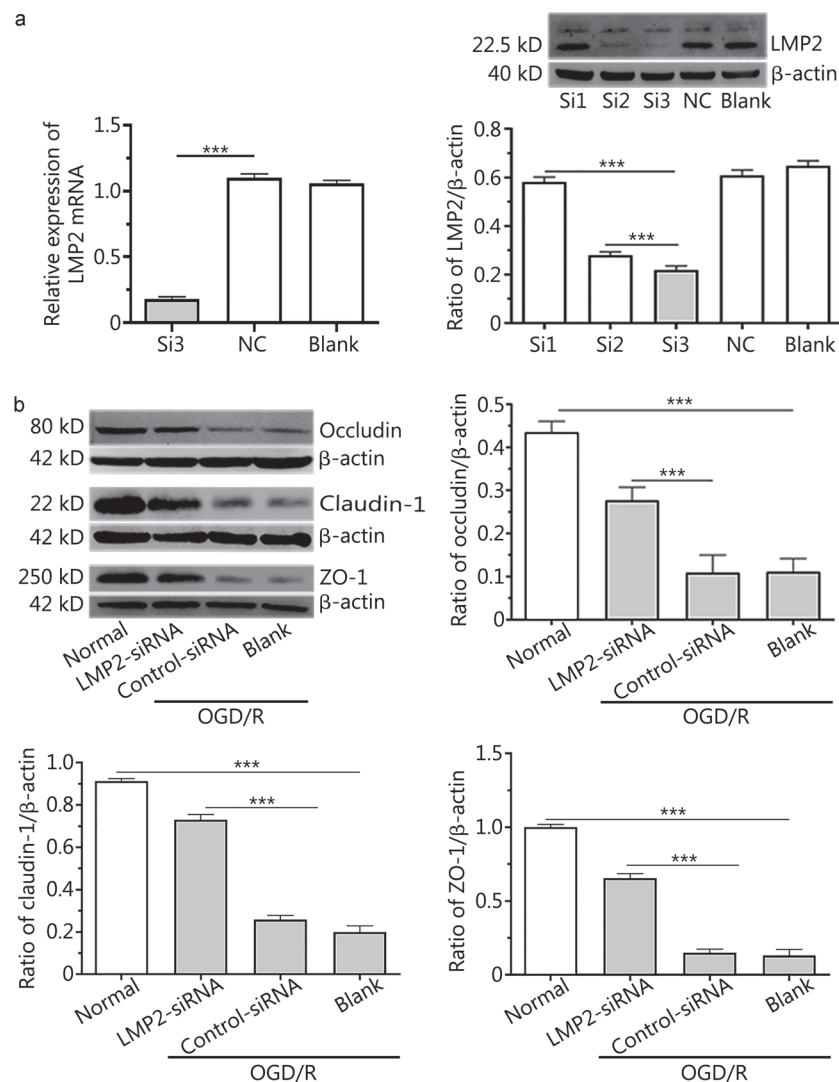 a
22.5 kD LMP2
40 kD β-actin
Si1 Si2 Si3 NC Blank
Relative expression of
LMP2 mRNA
1.5
1.0
0.5
0
***
Si3 NC Blank
Ratio of LMP2/β-actin
0.8
0.6
0.4
0.2
0
***
***
Si1 Si2 Si3 NC Blank
b
80 kD Occludin
42 kD β-actin
22 kD Claudin-1
42 kD β-actin
250 kD ZO-1
42 kD β-actin
Normal LMP2-siRNA Control-siRNA Blank
OGD/R
Ratio of occludin/β-actin
0.5
0.4
0.3
0.2
0.1
0
***
***
Normal LMP2-siRNA Control-siRNA Blank
OGD/R
Ratio of claudin-1/β-actin
1.0
0.8
0.6
0.4
0.2
0
***
***
Normal LMP2-siRNA Control-siRNA Blank
OGD/R
Ratio of ZO-1/β-actin
1.5
1.0
0.5
0
***
***
Normal LMP2-siRNA Control-siRNA Blank
OGD/R